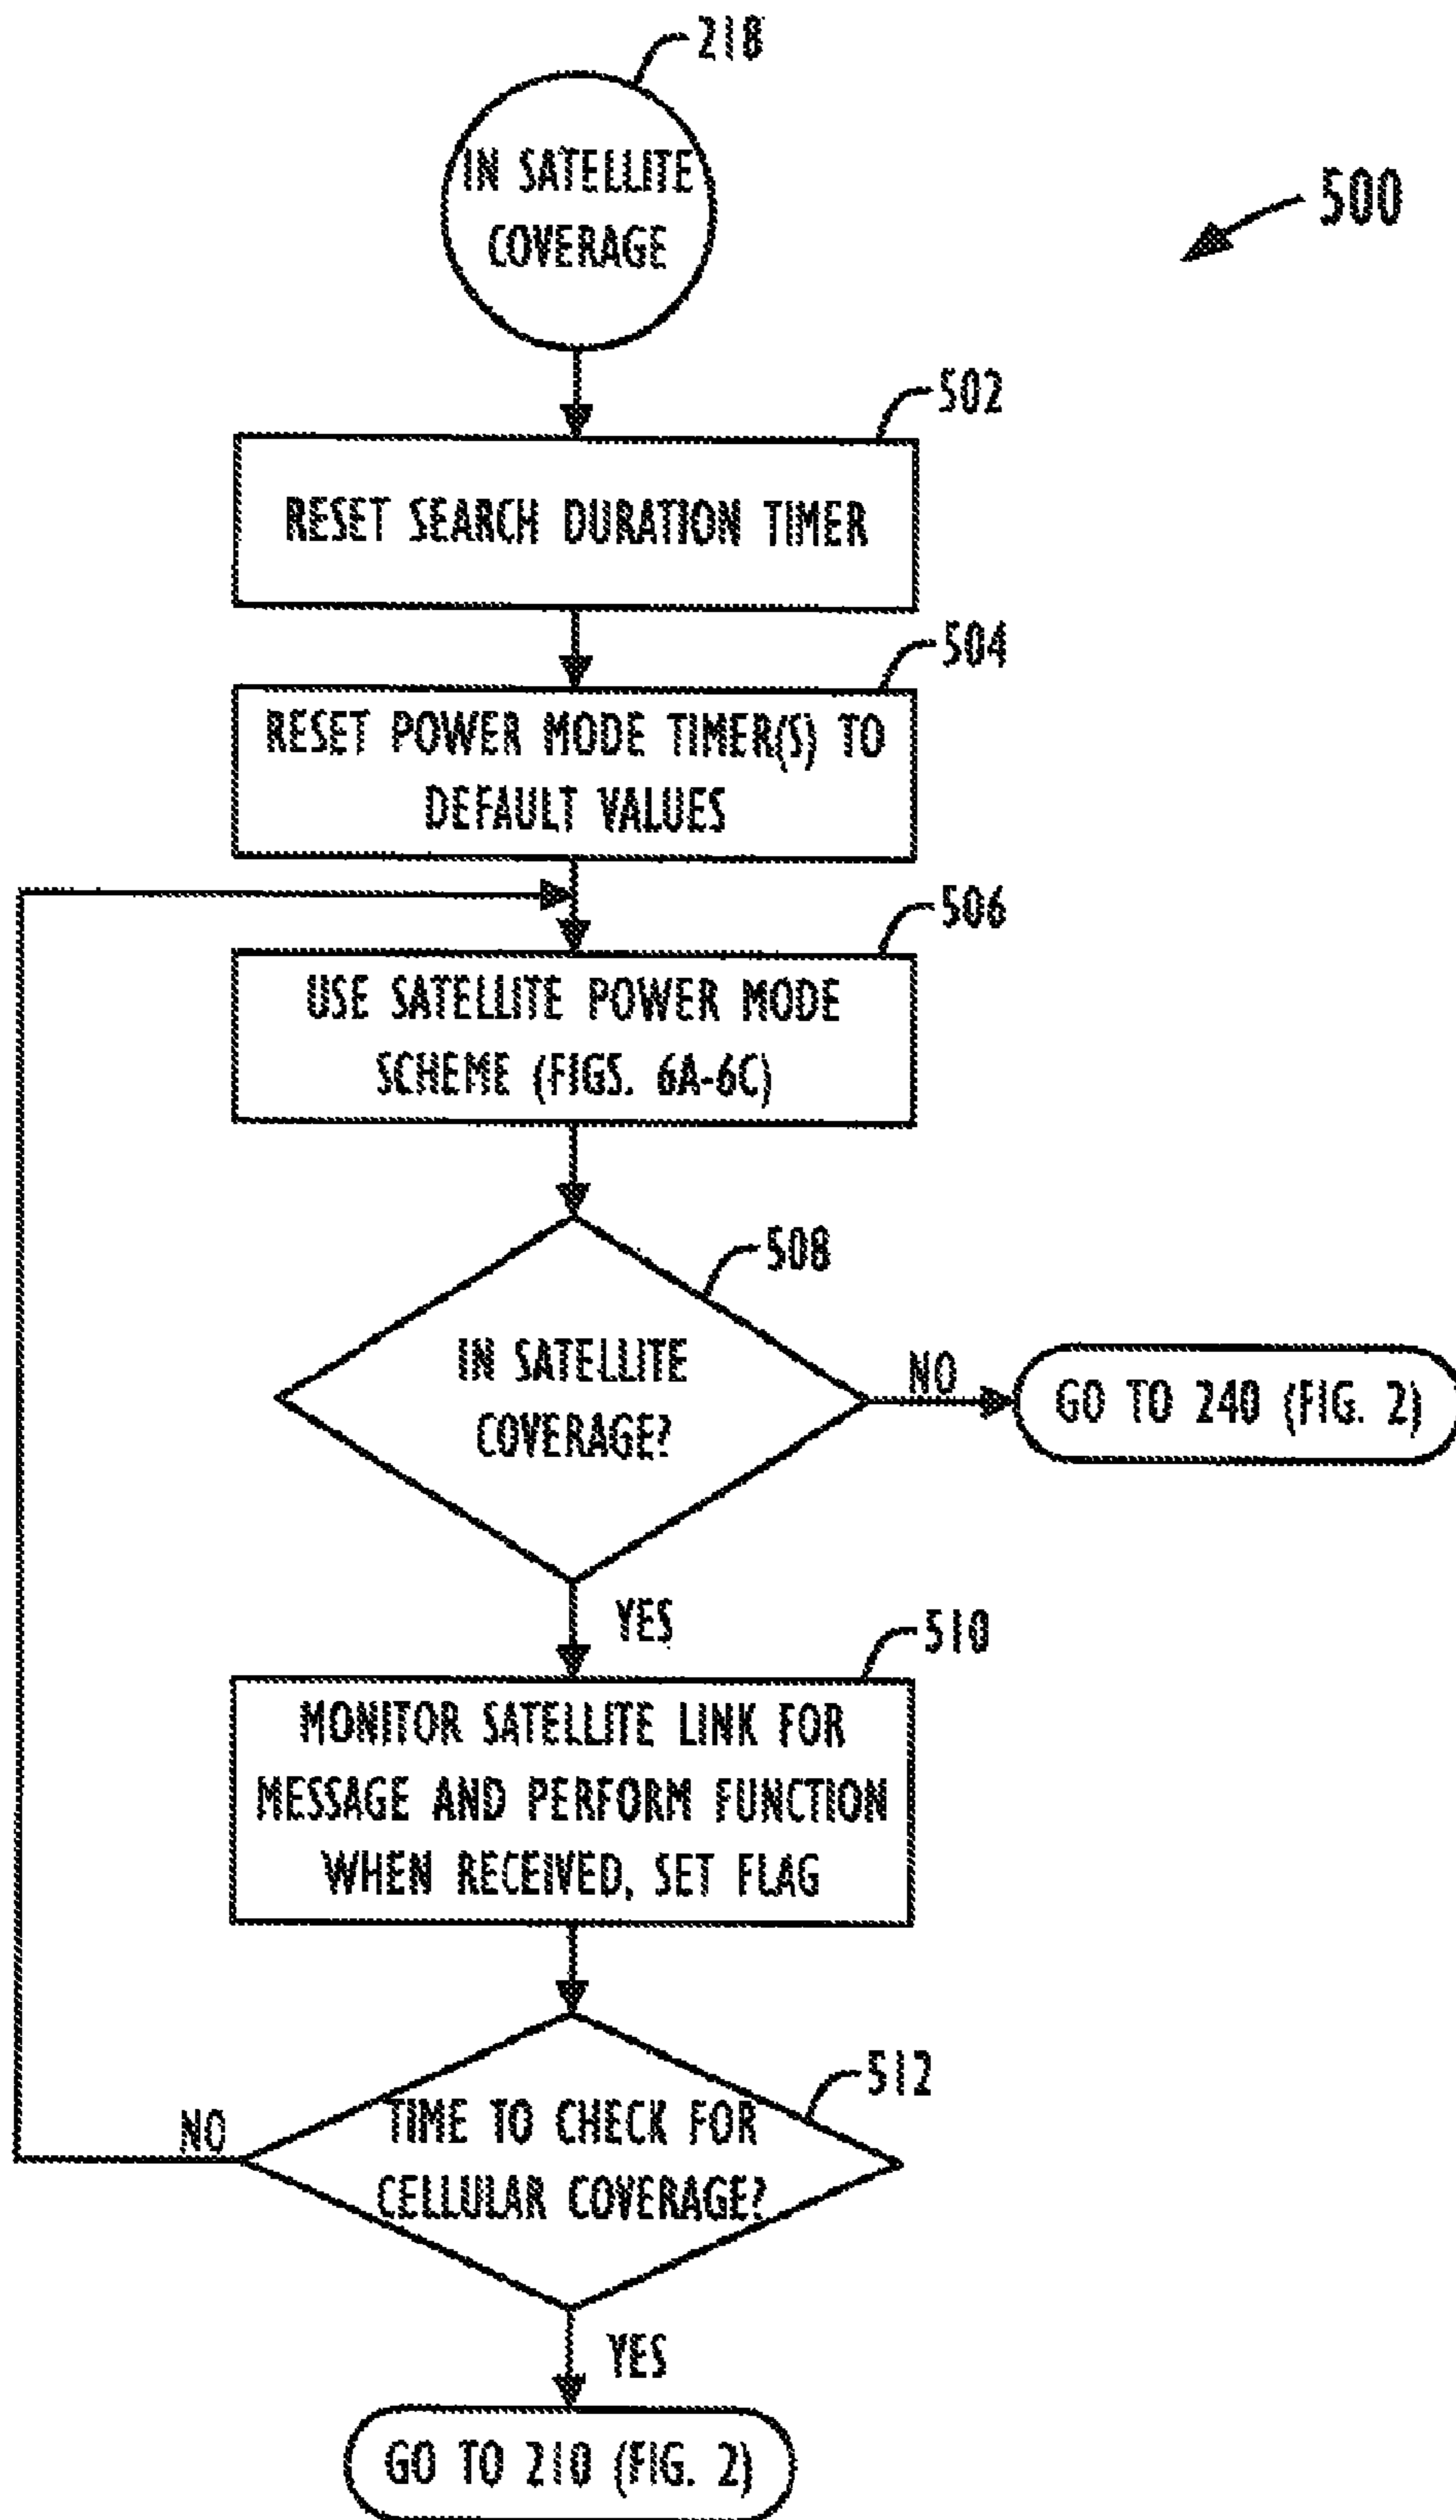 218
IN SATELLITE
COVERAGE
500
502
RESET SEARCH DURATION TIMER
504
RESET POWER MODE TIMER(S) TO
DEFAULT VALUES
506
USE SATELLITE POWER MODE
SCHEME (FIGS. 6A-6C)
508
IN SATELLITE
COVERAGE?
NO
GO TO 240 (FIG. 2)
YES
510
MONITOR SATELLITE LINK FOR
MESSAGE AND PERFORM FUNCTION
WHEN RECEIVED, SET FLAG
512
TIME TO CHECK FOR
CELLULAR COVERAGE?
NO
YES
GO TO 210 (FIG. 2)